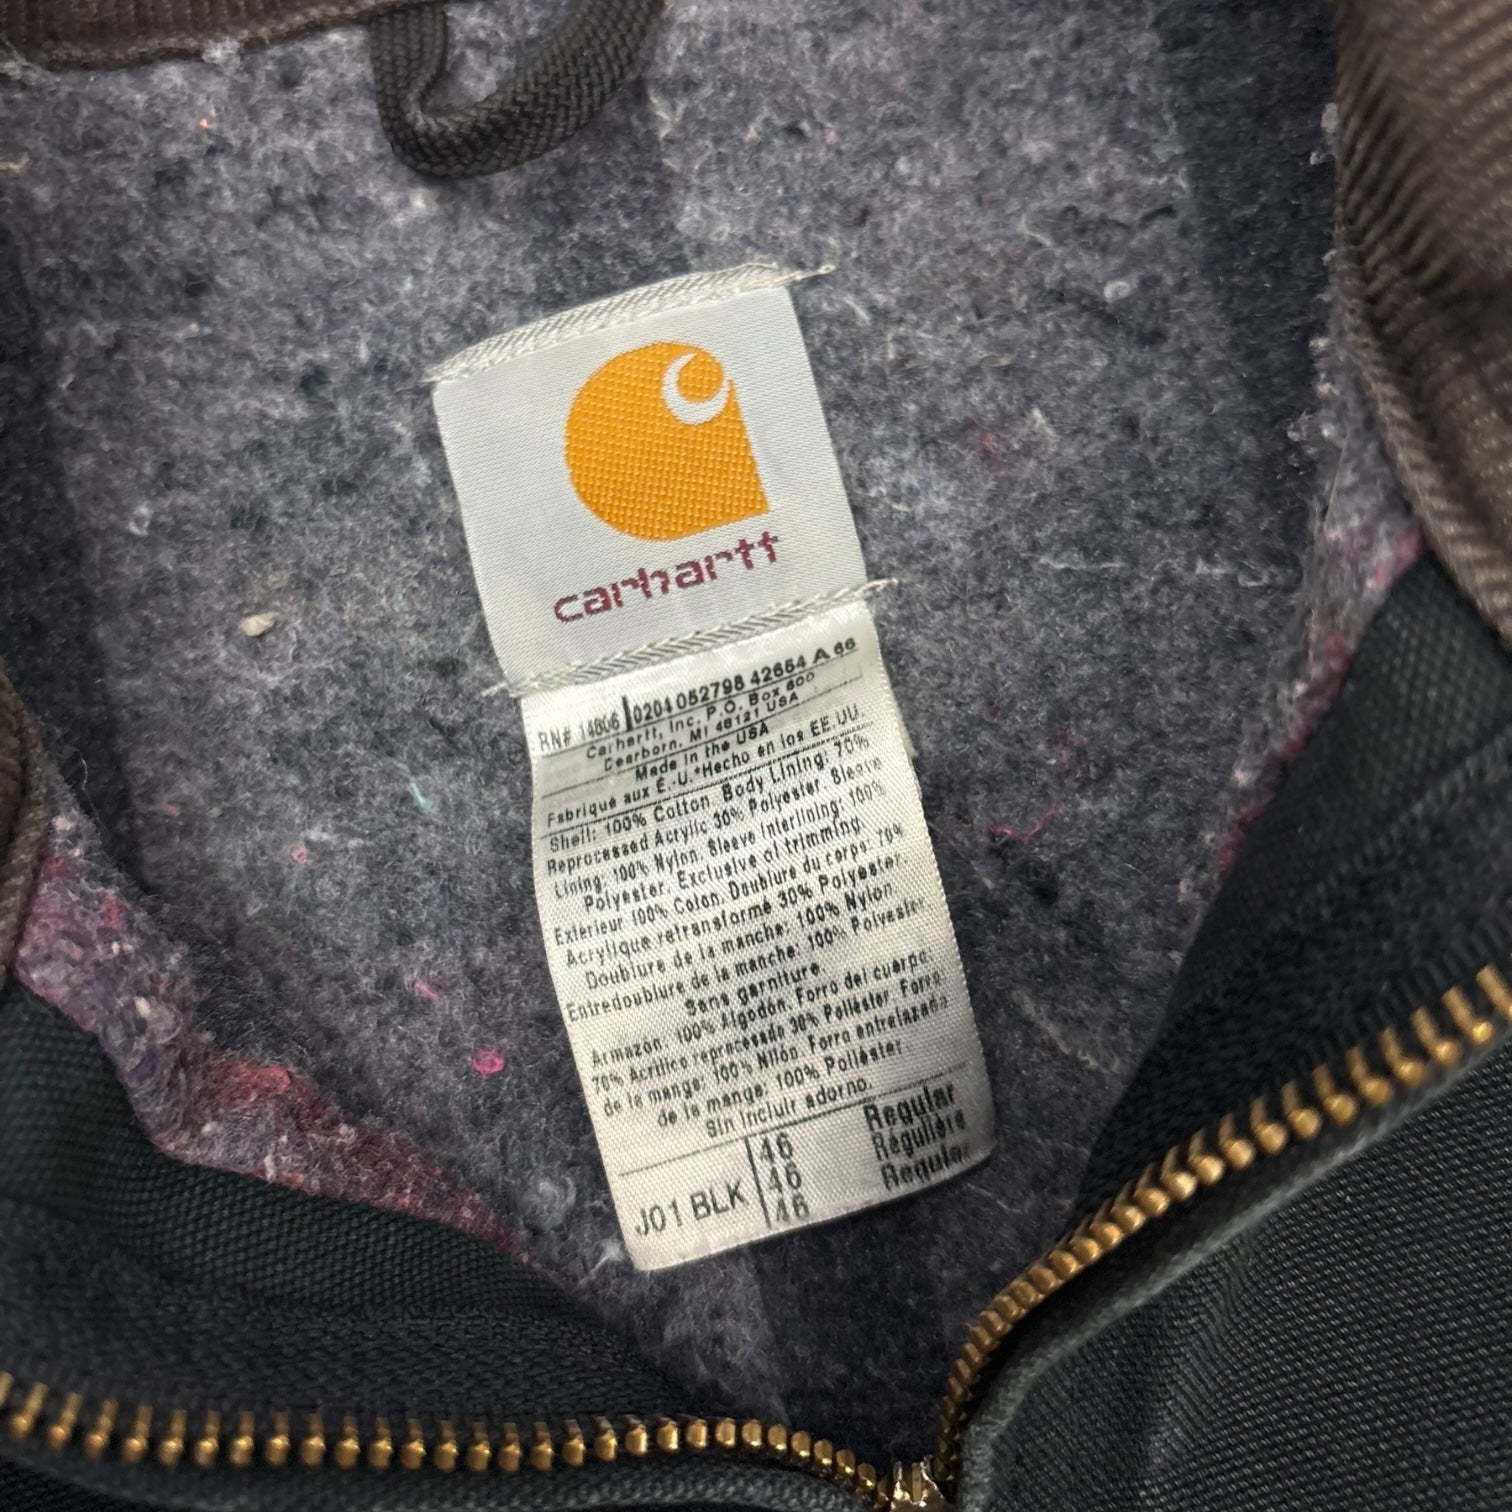 carhartt
RN# 14806 0204 052798 42654 A 66
Carhartt, Inc. P.O. Box 600
Dearborn, MI 48121 USA
Made in the USA
Fabriqué aux É.-U.*Hecho en los EE.UU.
Shell: 100% Cotton. Body Lining: 70%
Reprocessed Acrylic 30% Polyester. Sleeve
Lining: 100% Nylon. Sleeve Interlining: 100%
Polyester. Exclusive of trimming
Extérieur 100% Coton. Doublure du corps: 70%
Acrylique retransformé 30% Polyester.
Doublure de la manche: 100% Nylon
Entredoublure de la manche: 100% Polyester
Sans garniture.
Armazon 100% Algodón. Forro del cuerpo:
70% Acrílico reprocesado 30% Poliéster. Forro
de la manga: 100% Nilón. Forro entrelazado
de la manga: 100% Poliéster.
Sin incluir adorno.
J01 BLK
46 Regular
46 Régulière
46 Regular